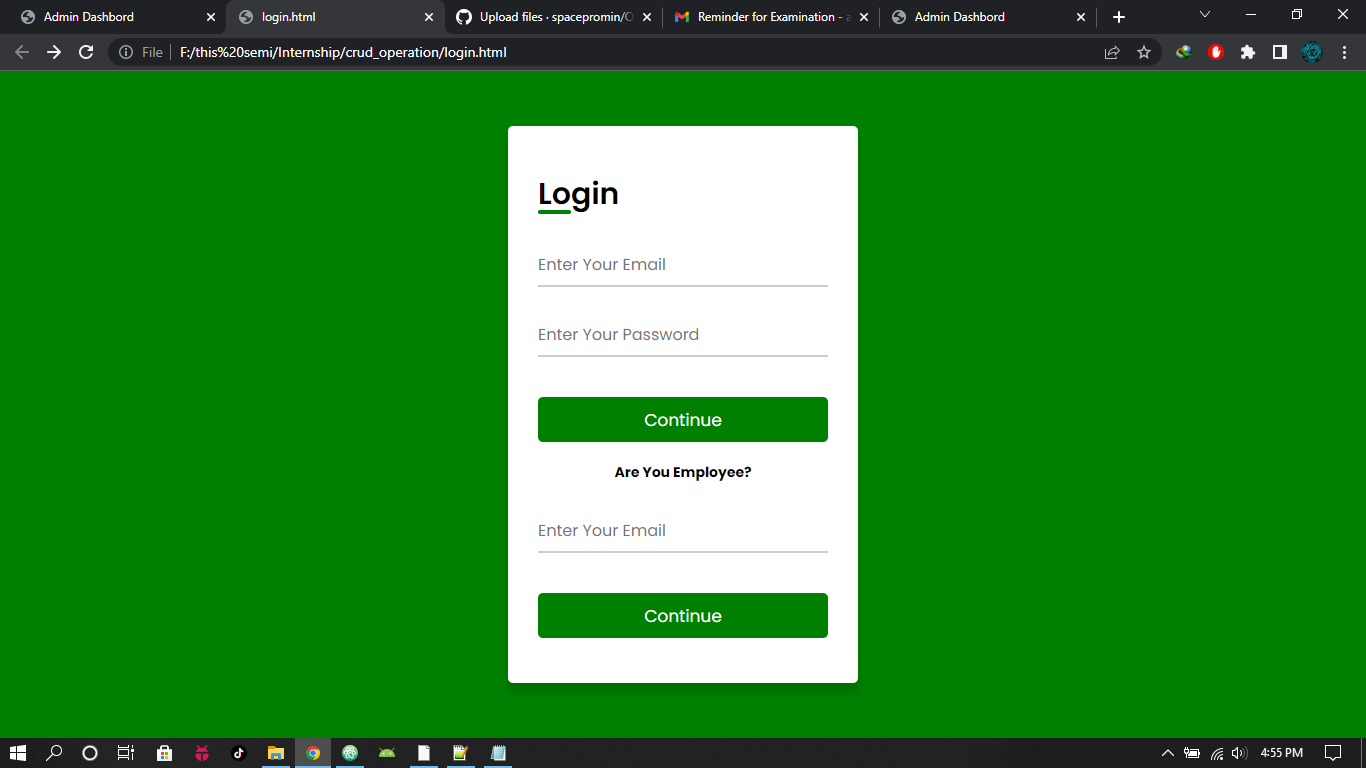 Admin Dashbord
login.html
Upload files · spacepromin/O
Reminder for Examination - a
Admin Dashbord
File
F:/this%20semi/Internship/crud_operation/login.html
Login
Enter Your Email
Enter Your Password
Continue
Are You Employee?
Enter Your Email
Continue
4:55 PM